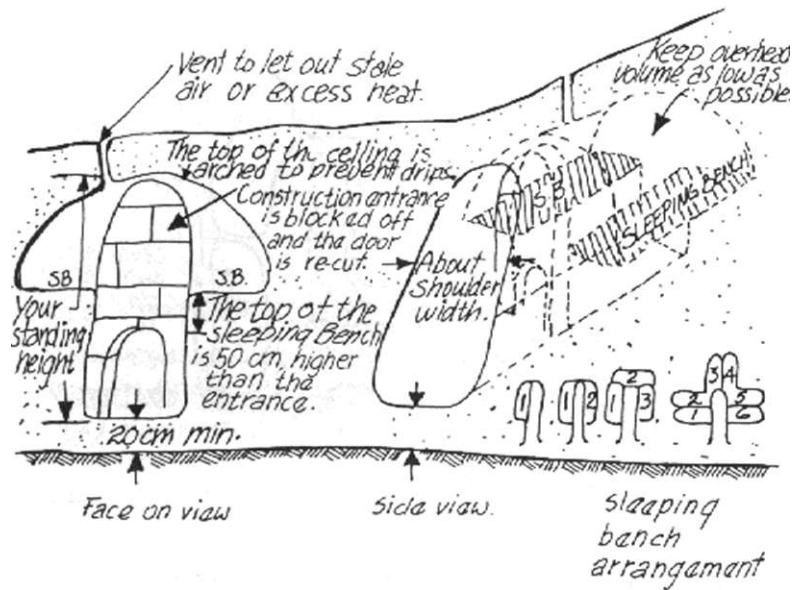 Vent to let out stale
air or excess heat.
Keep overhead
volume as low as
possible.
The top of the celling is
arched to prevent drips.
Construction entrance
is blocked off
and the door
is re-cut.
SB
S.B.
S.B.
SLEEPING BENCH
About
shoulder
width.
Your
standing
height
The top of the
sleeping Bench
is 50 cm. higher
than the
entrance.
20cm min.
1
1 2
2
1 3
3 4
2 5
1 6
Face on view
Side view.
sleeping
bench
arrangement